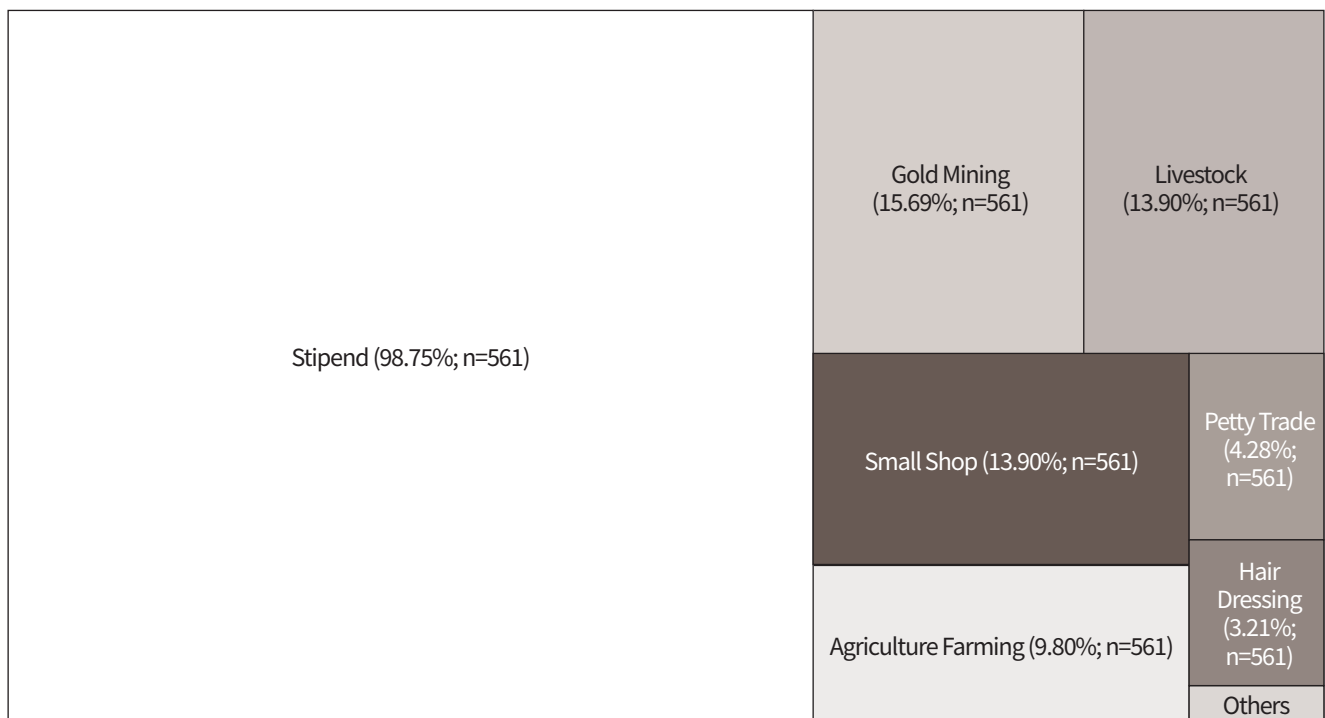 Stipend (98.75%; n=561)
Gold Mining
(15.69%; n=561)
Livestock
(13.90%; n=561)
Small Shop (13.90%; n=561)
Petty Trade
(4.28%;
n=561)
Agriculture Farming (9.80%; n=561)
Hair
Dressing
(3.21%;
n=561)
Others